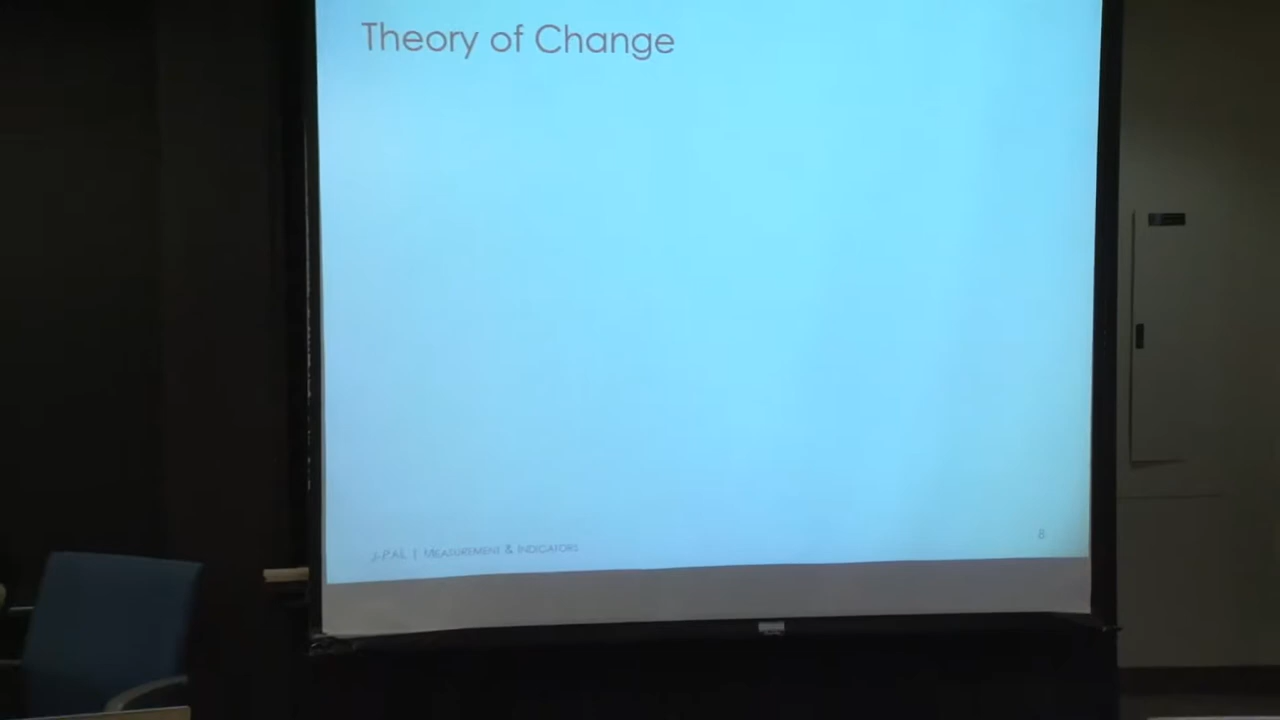 Theory of Change
J-PAL | MEASUREMENT & INDICATORS
8